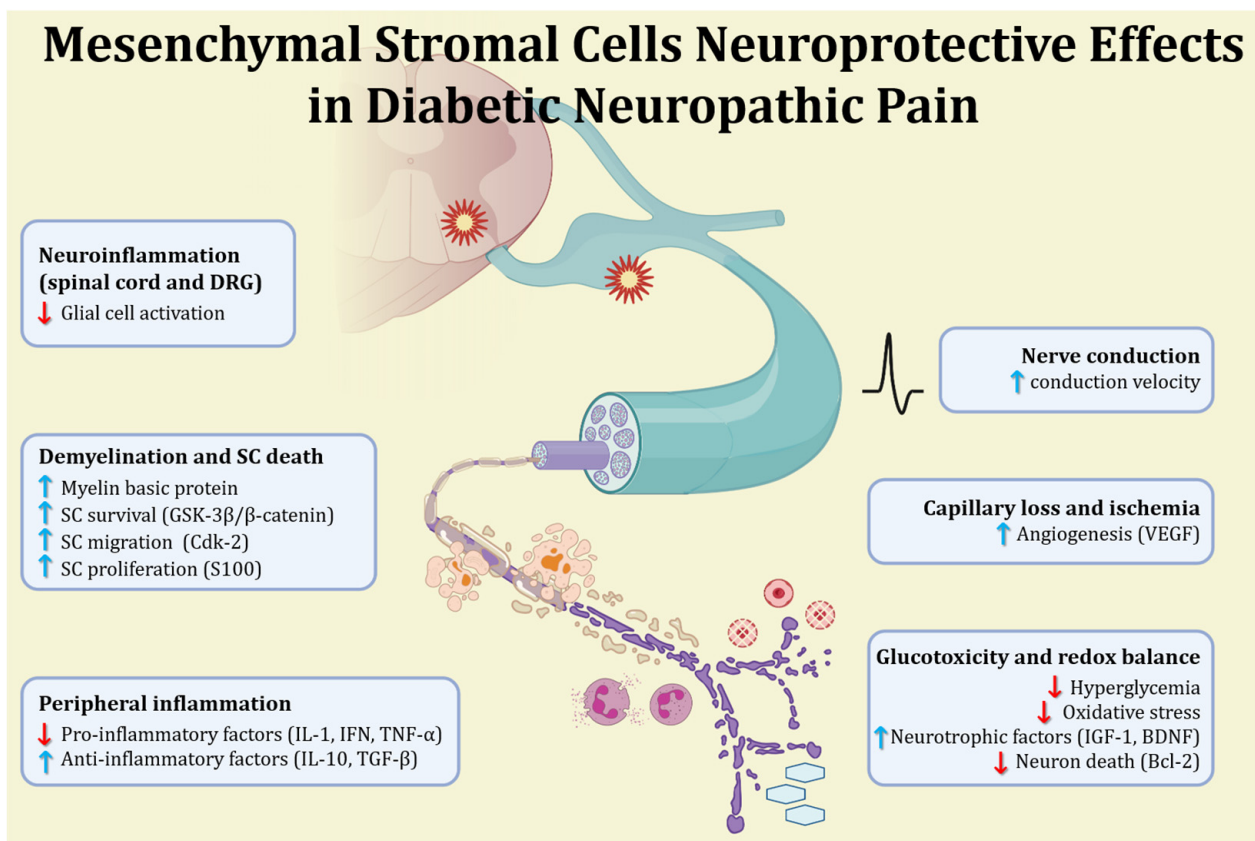 Mesenchymal Stromal Cells Neuroprotective Effects
in Diabetic Neuropathic Pain
Neuroinflammation
(spinal cord and DRG)
↓ Glial cell activation
Demyelination and SC death
↑ Myelin basic protein
↑ SC survival (GSK-3β/β-catenin)
↑ SC migration (Cdk-2)
↑ SC proliferation (S100)
Peripheral inflammation
↓ Pro-inflammatory factors (IL-1, IFN, TNF-α)
↑ Anti-inflammatory factors (IL-10, TGF-β)
Nerve conduction
↑ conduction velocity
Capillary loss and ischemia
↑ Angiogenesis (VEGF)
Glucotoxicity and redox balance
↓ Hyperglycemia
↓ Oxidative stress
↑ Neurotrophic factors (IGF-1, BDNF)
↓ Neuron death (Bcl-2)